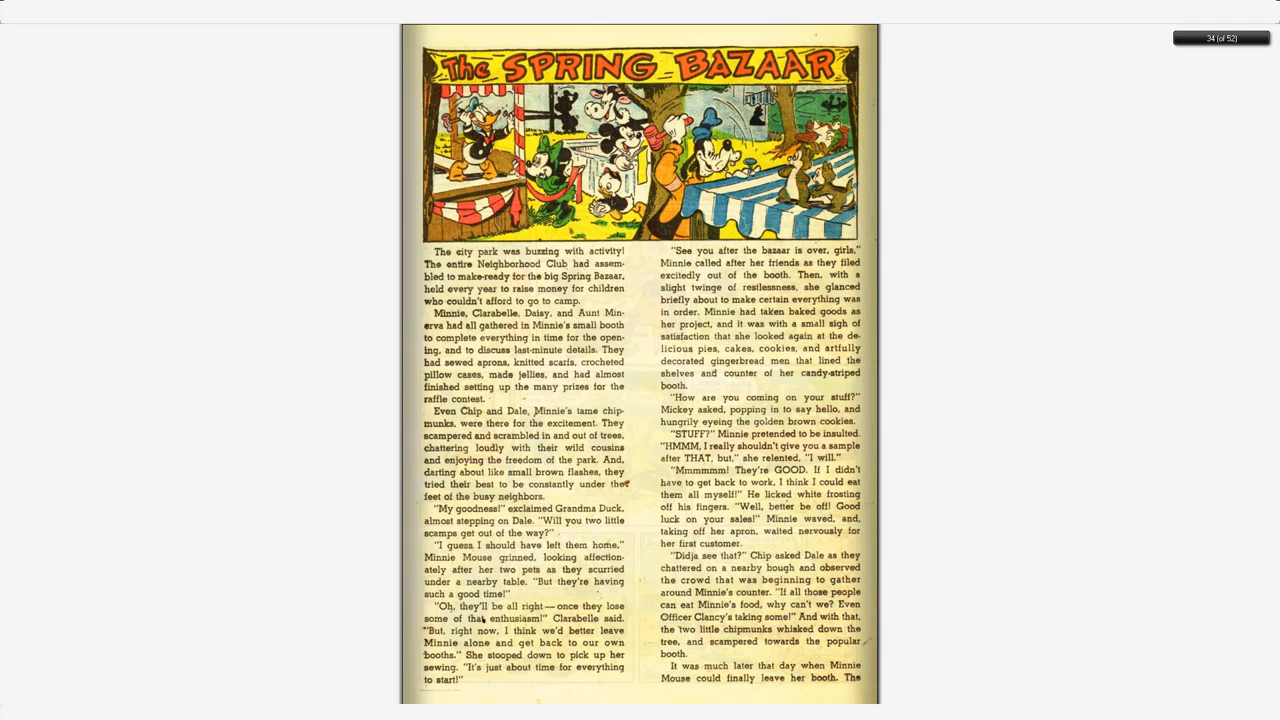 34 (of 52)
The SPRING BAZAAR
The city park was buzzing with activity!
The entire Neighborhood Club had assem-
bled to make-ready for the big Spring Bazaar,
held every year to raise money for children
who couldn't afford to go to camp.
Minnie, Clarabelle, Daisy, and Aunt Min-
erva had all gathered in Minnie's small booth
to complete everything in time for the open-
ing, and to discuss last-minute details. They
had sewed aprons, knitted scarfs, crocheted
pillow cases, made jellies, and had almost
finished setting up the many prizes for the
raffle contest.
Even Chip and Dale, Minnie's tame chip-
munks, were there for the excitement. They
scampered and scrambled in and out of trees,
chattering loudly with their wild cousins
and enjoying the freedom of the park. And,
darting about like small brown flashes, they
tried their best to be constantly under the
feet of the busy neighbors.
"My goodness!" exclaimed Grandma Duck,
almost stepping on Dale. "Will you two little
scamps get out of the way?"
"I guess I should have left them home,"
Minnie Mouse grinned, looking affection-
ately after her two pets as they scurried
under a nearby table. "But they're having
such a good time!"
"Oh, they'll be all right—once they lose
some of that enthusiasm!" Clarabelle said.
"But, right now, I think we'd better leave
Minnie alone and get back to our own
booths." She stooped down to pick up her
sewing. "It's just about time for everything
to start!"
"See you after the bazaar is over, girls,"
Minnie called after her friends as they filed
excitedly out of the booth. Then, with a
slight twinge of restlessness, she glanced
briefly about to make certain everything was
in order. Minnie had taken baked goods as
her project, and it was with a small sigh of
satisfaction that she looked again at the de-
licious pies, cakes, cookies, and artfully
decorated gingerbread men that lined the
shelves and counter of her candy-striped
booth.
"How are you coming on your stuff?"
Mickey asked, popping in to say hello, and
hungrily eyeing the golden brown cookies.
"STUFF?" Minnie pretended to be insulted.
"HMMM, I really shouldn't give you a sample
after THAT, but," she relented, "I will."
"Mmmmmm! They're GOOD. If I didn't
have to get back to work, I think I could eat
them all myself!" He licked white frosting
off his fingers. "Well, better be off! Good
luck on your sales!" Minnie waved, and,
taking off her apron, waited nervously for
her first customer.
"Didja see that?" Chip asked Dale as they
chattered on a nearby bough and observed
the crowd that was beginning to gather
around Minnie's counter. "If all those people
can eat Minnie's food, why can't we? Even
Officer Clancy's taking some!" And with that,
the two little chipmunks whisked down the
tree, and scampered towards the popular
booth.
It was much later that day when Minnie
Mouse could finally leave her booth. The